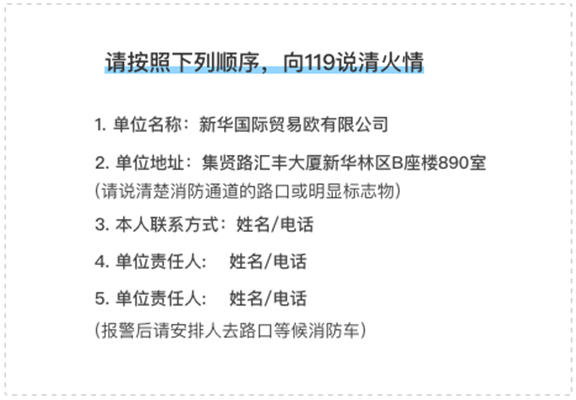 请按照下列顺序，向119说清火情
1. 单位名称：新华国际贸易欧有限公司
2. 单位地址：集贤路汇丰大厦新华林区B座楼890室
（请说清楚消防通道的路口或明显标志物）
3. 本人联系方式：姓名/电话
4. 单位责任人： 姓名/电话
5. 单位责任人： 姓名/电话
（报警后请安排人去路口等候消防车）